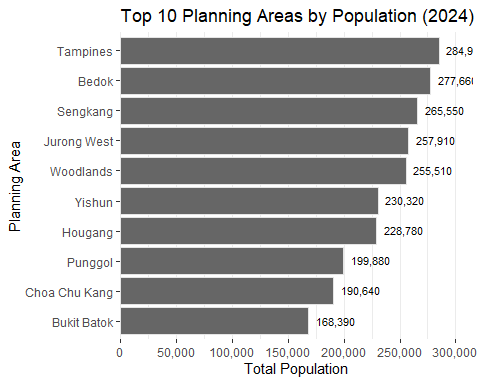 Top 10 Planning Areas by Population (2024)
Planning Area
Tampines 284,9
Bedok 277,66
Sengkang 265,550
Jurong West 257,910
Woodlands 255,510
Yishun 230,320
Hougang 228,780
Punggol 199,880
Choa Chu Kang 190,640
Bukit Batok 168,390
0 50,000 100,000 150,000 200,000 250,000 300,000
Total Population